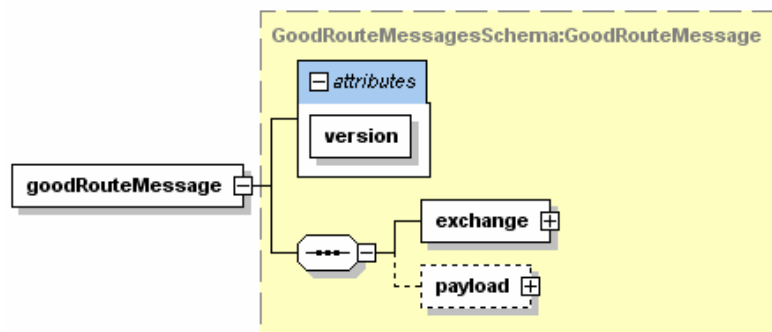 GoodRouteMessagesSchema:GoodRouteMessage
attributes
version
goodRouteMessage
exchange
payload